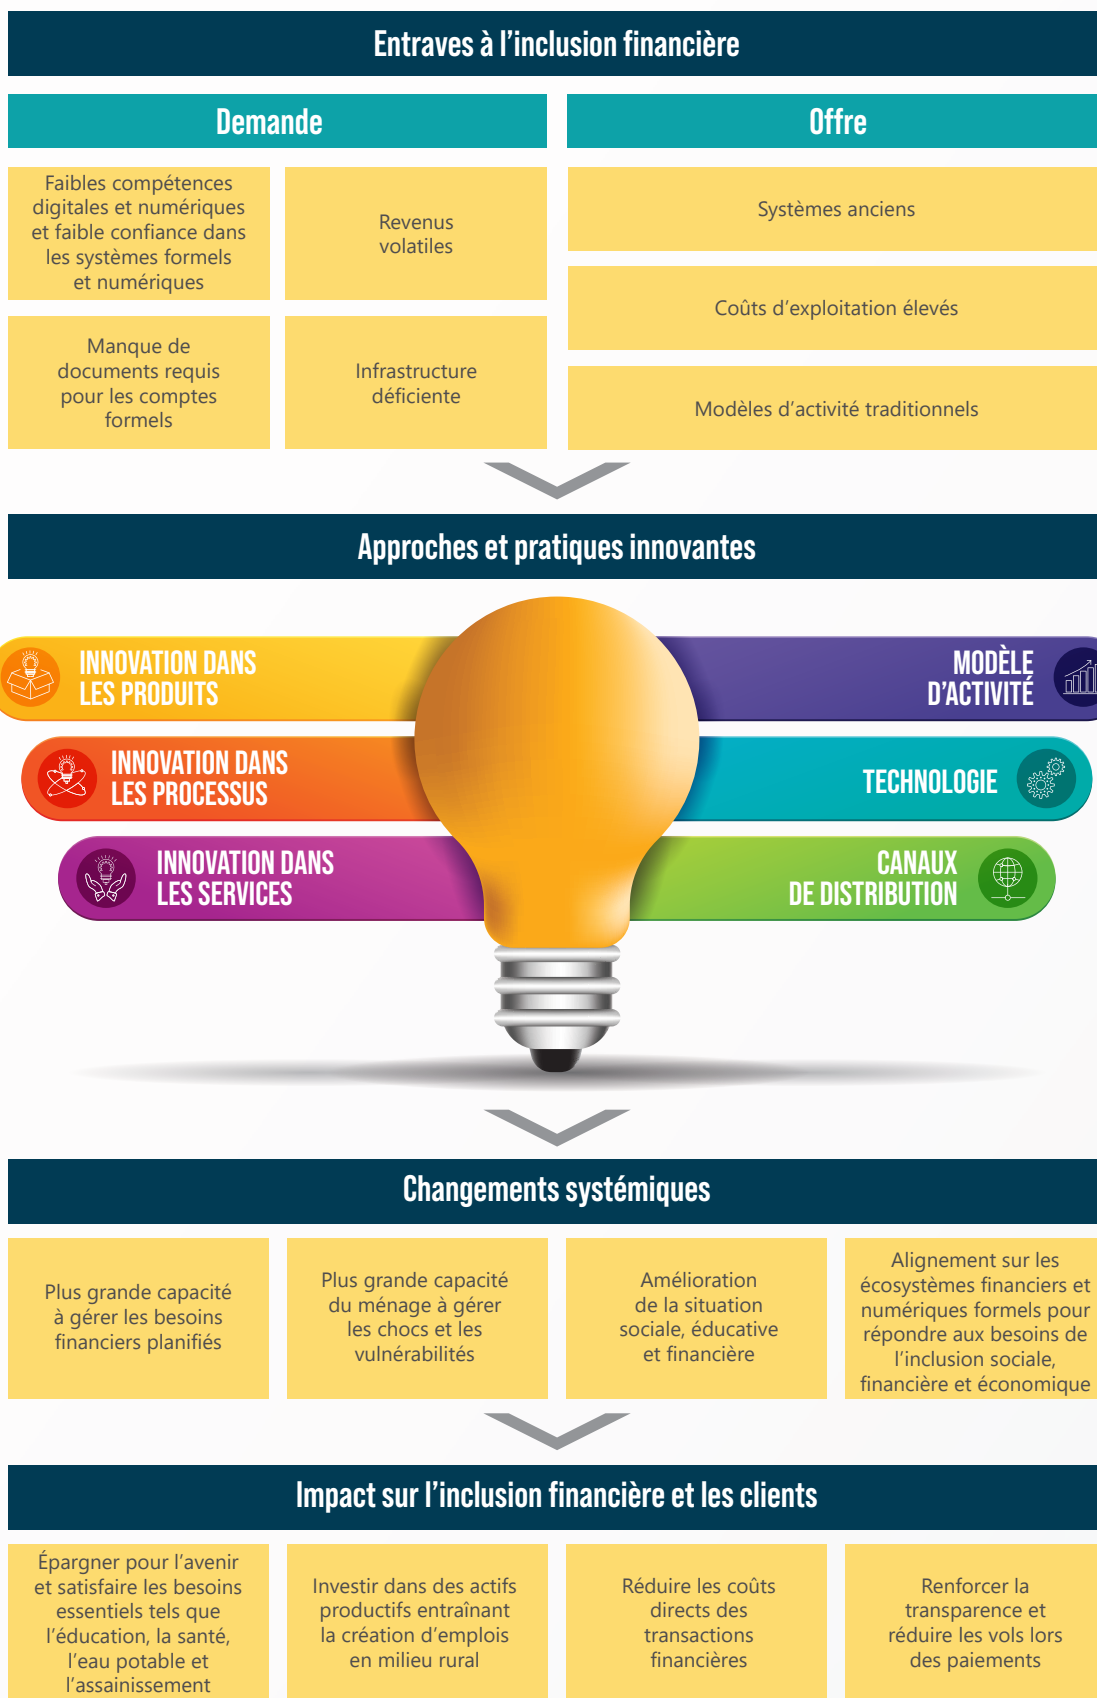 Entraves à l'inclusion financière
Demande
Offre
Faibles compétences
digitales et numériques
et faible confiance dans
les systèmes formels
et numériques
Revenus
volatiles
Manque de
documents requis
pour les comptes
formels
Infrastructure
déficiente
Systèmes anciens
Coûts d'exploitation élevés
Modèles d'activité traditionnels
Approches et pratiques innovantes
INNOVATION DANS
LES PRODUITS
INNOVATION DANS
LES PROCESSUS
INNOVATION DANS
LES SERVICES
MODÈLE
D'ACTIVITÉ
TECHNOLOGIE
CANAUX
DE DISTRIBUTION
Changements systémiques
Plus grande capacité
à gérer les besoins
financiers planifiés
Plus grande capacité
du ménage à gérer
les chocs et les
vulnérabilités
Amélioration
de la situation
sociale, éducative
et financière
Alignement sur les
écosystèmes financiers et
numériques formels pour
répondre aux besoins de
l'inclusion sociale,
financière et économique
Impact sur l'inclusion financière et les clients
Épargner pour l'avenir
et satisfaire les besoins
essentiels tels que
l'éducation, la santé,
l'eau potable et
l'assainissement
Investir dans des actifs
productifs entraînant
la création d'emplois
en milieu rural
Réduire les coûts
directs des
transactions
financières
Renforcer la
transparence et
réduire les vols lors
des paiements